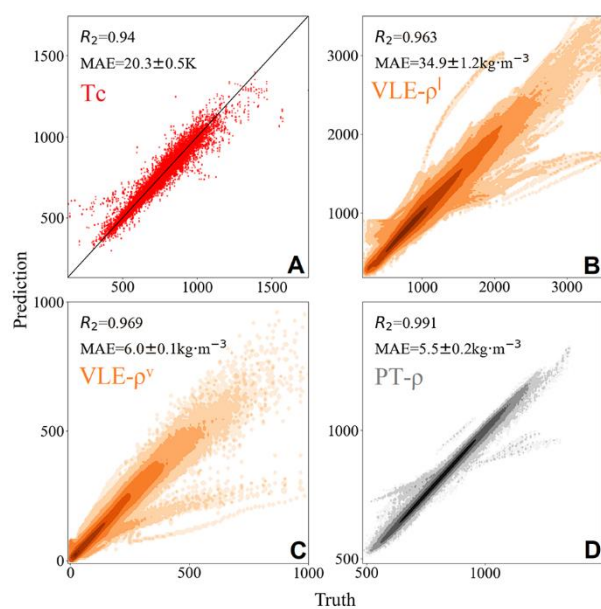 Prediction
1750
1000
500
R₂=0.94
MAE=20.3±0.5K
Tc
A
500
1000
1500
3000
2000
1000
R₂=0.963
MAE=34.9±1.2kg·m⁻³
VLE-ρˡ
B
1000
2000
3000
1000
500
0
R₂=0.969
MAE=6.0±0.1kg·m⁻³
VLE-ρᵛ
C
0
500
1000
1000
500
R₂=0.991
MAE=5.5±0.2kg·m⁻³
PT-ρ
D
500
1000
Truth